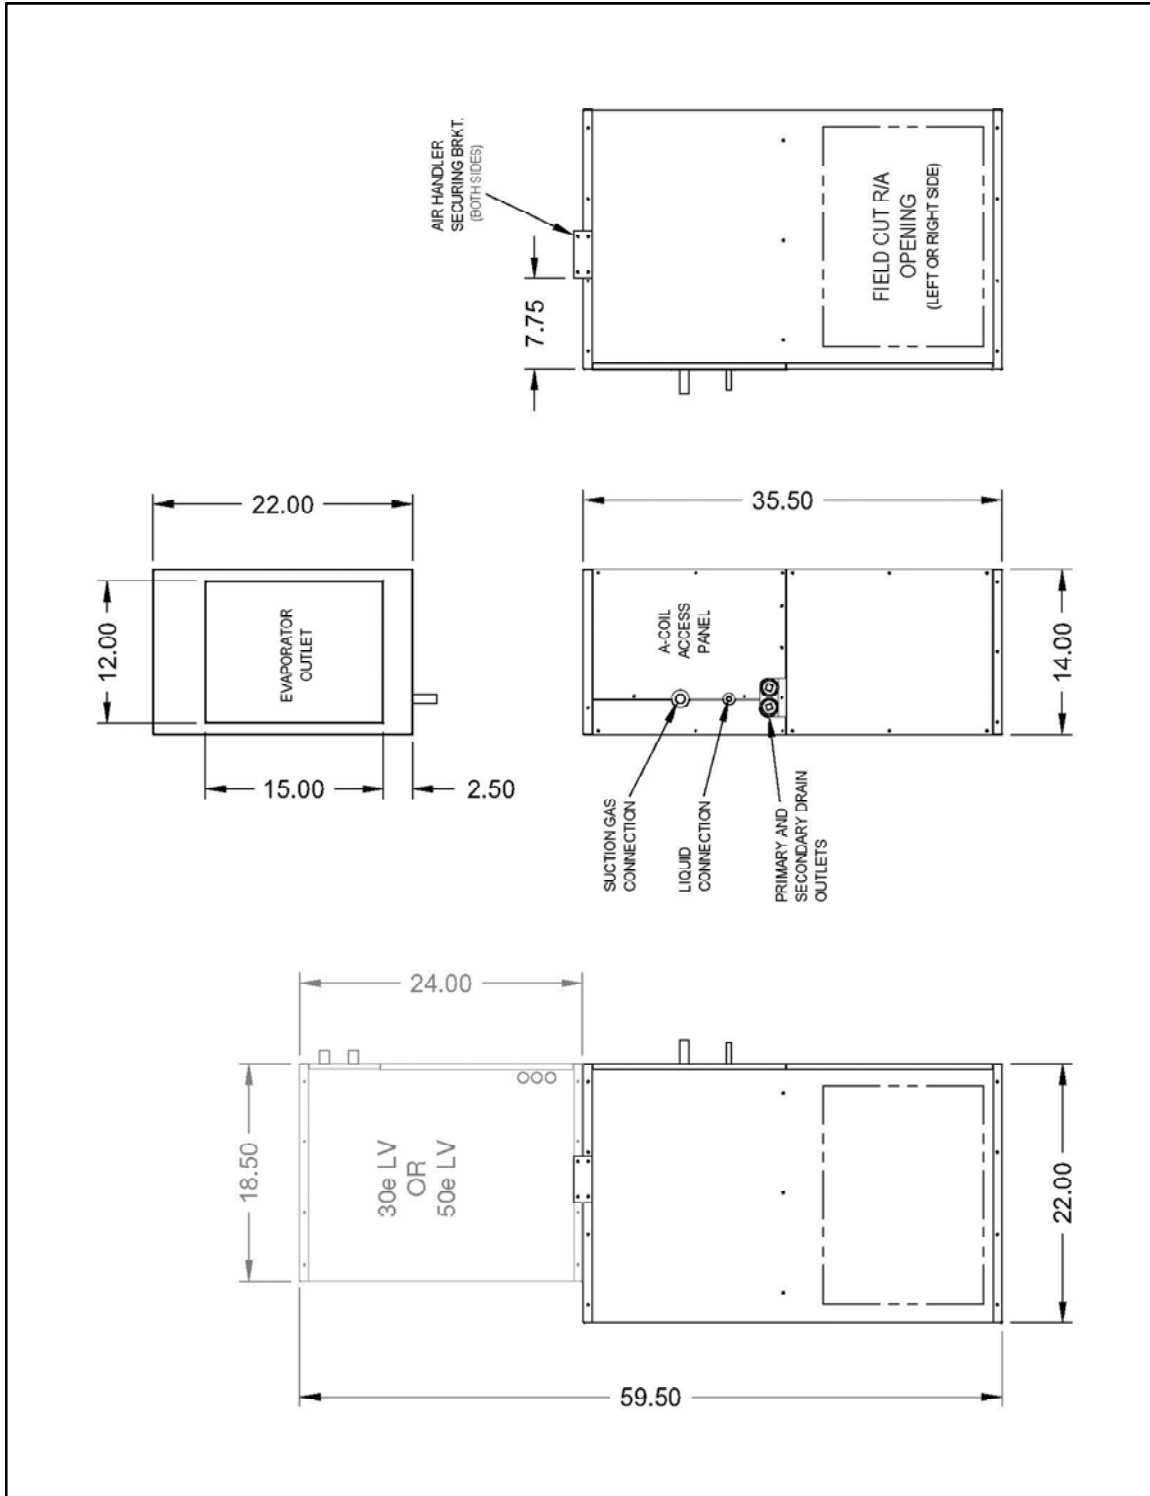 AIR HANDLER
SECURING BRKT.
(BOTH SIDES)
7.75
FIELD CUT R/A
OPENING
(LEFT OR RIGHT SIDE)
22.00
12.00
EVAPORATOR
OUTLET
15.00
2.50
35.50
A-COIL
ACCESS
PANEL
14.00
SUCTION GAS
CONNECTION
LIQUID
CONNECTION
PRIMARY AND
SECONDARY DRAIN
OUTLETS
24.00
18.50
30e LV
OR
50e LV
22.00
59.50